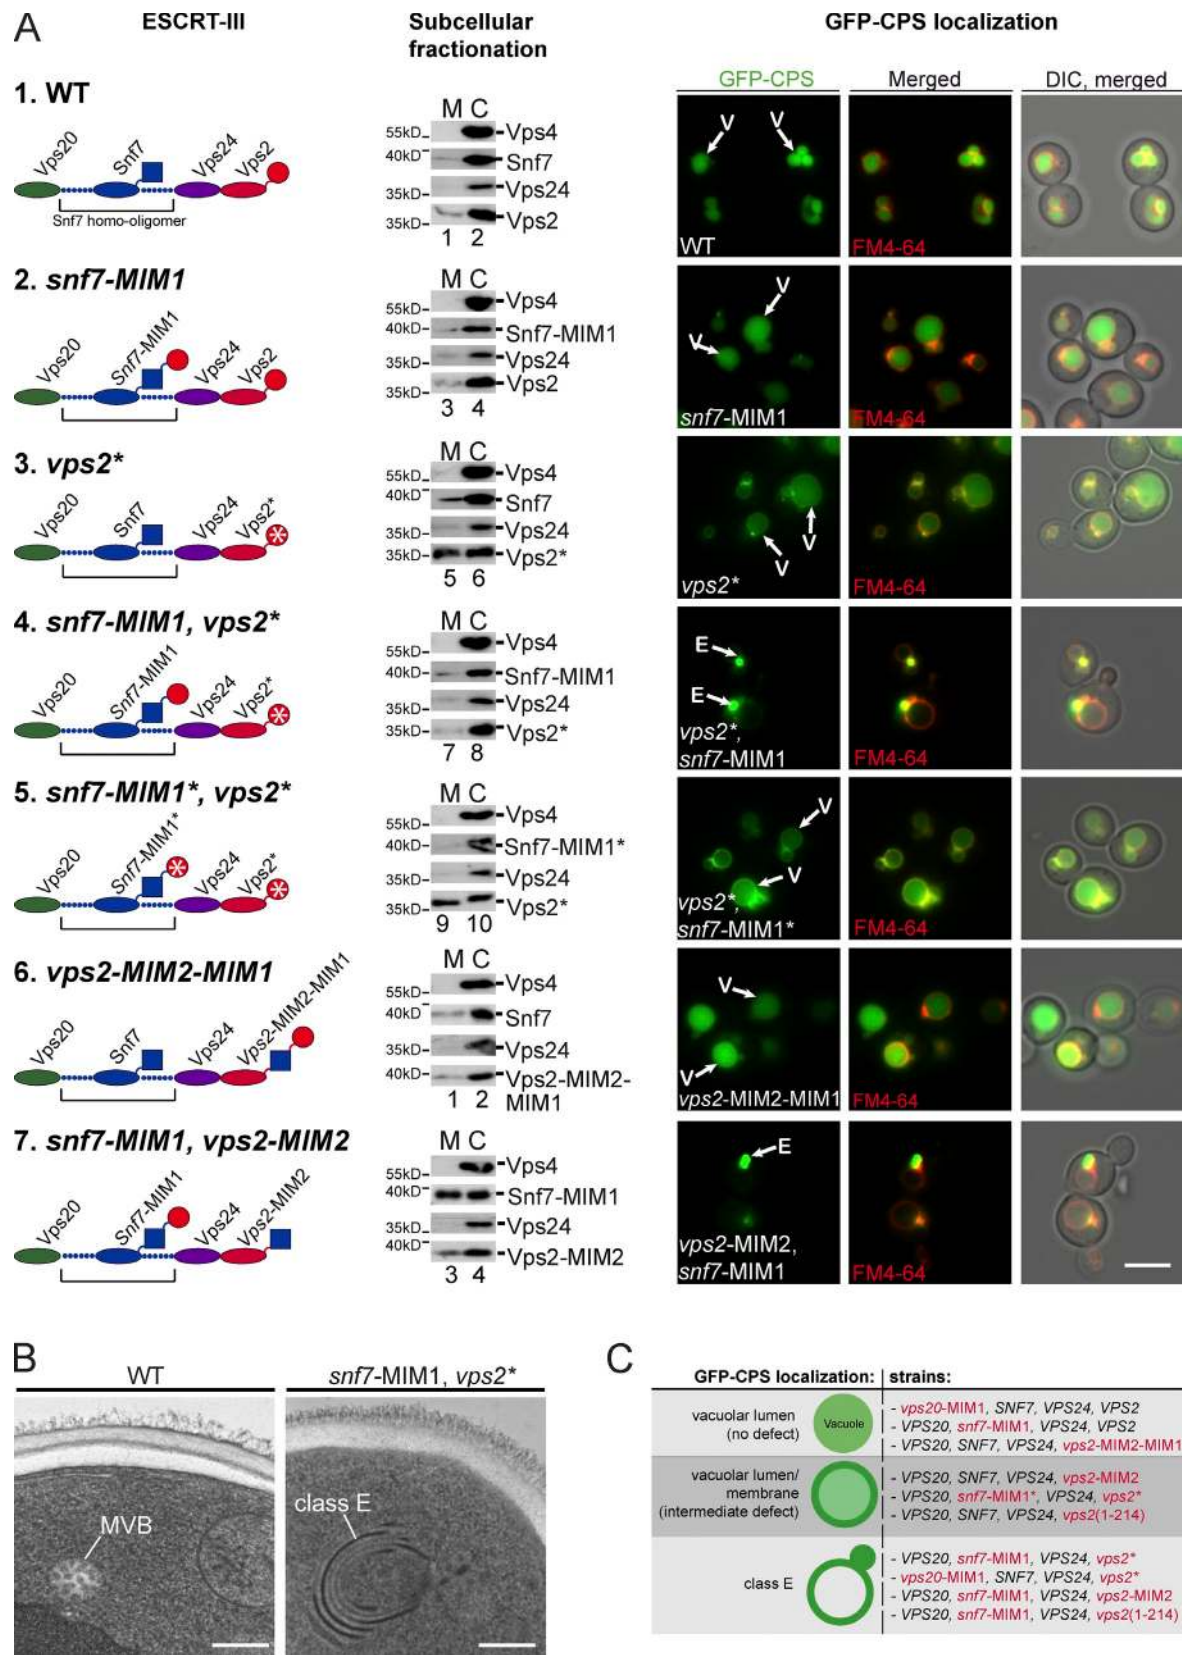 A
ESCRT-III
Subcellular
fractionation
GFP-CPS localization
GFP-CPS
Merged
DIC, merged
1. WT
Vps20
Snf7
Vps24
Vps2
Snf7 homo-oligomer
M C
55kD
Vps4
40kD
Snf7
Vps24
35kD
35kD
Vps2
1 2
V
V
WT
FM4-64
2. snf7-MIM1
Vps20
Snf7-MIM1
Vps24
Vps2
M C
55kD
Vps4
40kD
Snf7-MIM1
35kD
Vps24
35kD
Vps2
3 4
V
V
snf7-MIM1
FM4-64
3. vps2*
Vps20
Snf7
Vps24
Vps2*
M C
55kD
Vps4
40kD
Snf7
35kD
Vps24
35kD
Vps2*
5 6
V
V
vps2*
FM4-64
4. snf7-MIM1, vps2*
Vps20
Snf7-MIM1
Vps24
Vps2*
M C
55kD
Vps4
40kD
Snf7-MIM1
35kD
Vps24
35kD
Vps2*
7 8
E
E
vps2*,
snf7-MIM1
FM4-64
5. snf7-MIM1*, vps2*
Vps20
Snf7-MIM1*
Vps24
Vps2*
M C
55kD
Vps4
40kD
Snf7-MIM1*
35kD
Vps24
35kD
Vps2*
9 10
V
V
vps2*,
snf7-MIM1*
FM4-64
6. vps2-MIM2-MIM1
Vps20
Snf7
Vps24
Vps2-MIM2-MIM1
M C
55kD
Vps4
40kD
Snf7
35kD
Vps24
40kD
Vps2-MIM2-
MIM1
1 2
V
V
vps2-MIM2-MIM1
FM4-64
7. snf7-MIM1, vps2-MIM2
Vps20
Snf7-MIM1
Vps24
Vps2-MIM2
M C
55kD
Vps4
40kD
Snf7-MIM1
35kD
Vps24
40kD
Vps2-MIM2
3 4
E
vps2-MIM2,
snf7-MIM1
FM4-64
B
WT
snf7-MIM1, vps2*
MVB
class E
C
GFP-CPS localization: strains:
vacuolar lumen
(no defect)
Vacuole
- vps20-MIM1, SNF7, VPS24, VPS2
- VPS20, snf7-MIM1, VPS24, VPS2
- VPS20, SNF7, VPS24, vps2-MIM2-MIM1
vacuolar lumen/
membrane
(intermediate defect)
- VPS20, SNF7, VPS24, vps2-MIM2
- VPS20, snf7-MIM1*, VPS24, vps2*
- VPS20, SNF7, VPS24, vps2(1-214)
class E
- VPS20, snf7-MIM1, VPS24, vps2*
- vps20-MIM1, SNF7, VPS24, vps2*
- VPS20, snf7-MIM1, VPS24, vps2-MIM2
- VPS20, snf7-MIM1, VPS24, vps2(1-214)